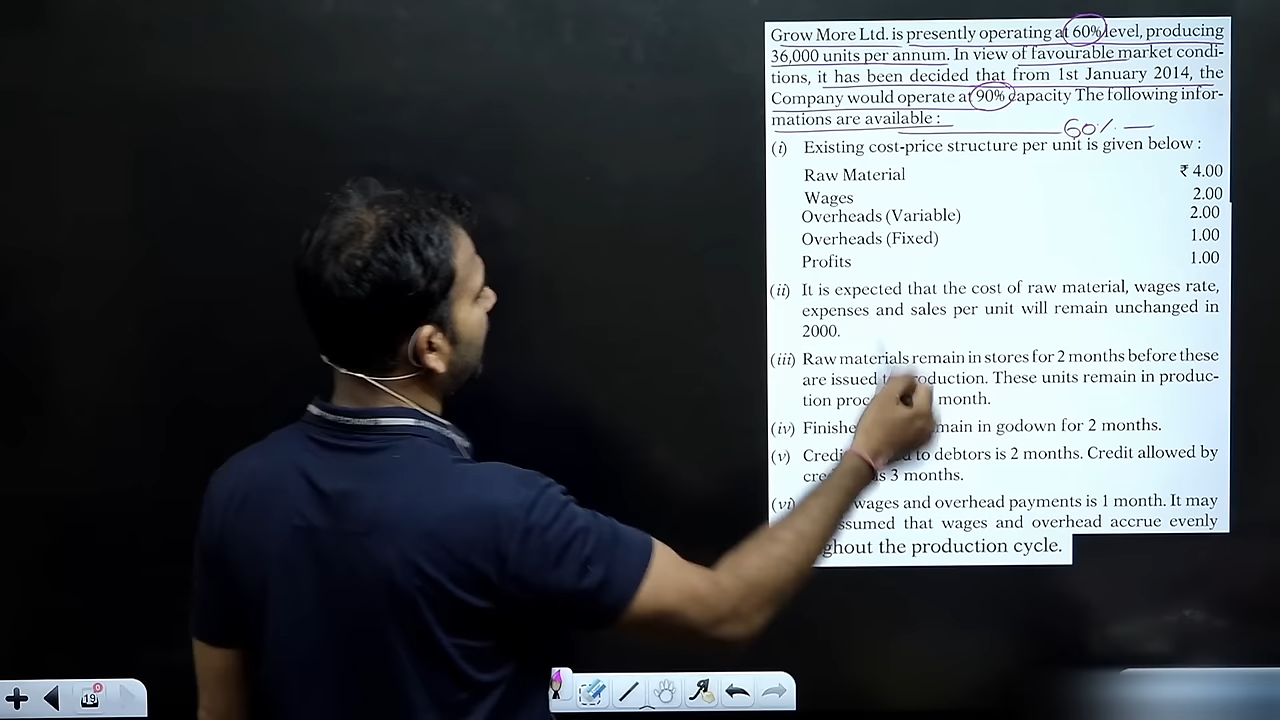 Grow More Ltd. is presently operating at 60% level, producing
36,000 units per annum. In view of favourable market condi-
tions, it has been decided that from 1st January 2014, the
Company would operate at 90% capacity The following infor-
mations are available :
60%
(i) Existing cost-price structure per unit is given below :
Raw Material ₹ 4.00
Wages 2.00
Overheads (Variable) 2.00
Overheads (Fixed) 1.00
Profits 1.00
(ii) It is expected that the cost of raw material, wages rate,
expenses and sales per unit will remain unchanged in
2000.
(iii) Raw materials remain in stores for 2 months before these
are issued production. These units remain in produc-
tion month.
(iv) in godown for 2 months.
(v) to debtors is 2 months. Credit allowed by
3 months.
(vi) wages and overhead payments is 1 month. It may
that wages and overhead accrue evenly
the production cycle.
19
0